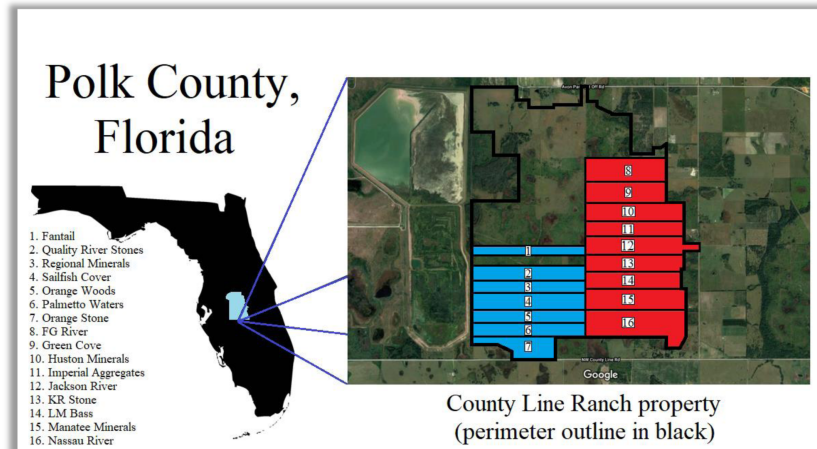 Polk County,
Florida
1. Fantail
2. Quality River Stones
3. Regional Minerals
4. Sailfish Cover
5. Orange Woods
6. Palmetto Waters
7. Orange Stone
8. FG River
9. Green Cove
10. Huston Minerals
11. Imperial Aggregates
12. Jackson River
13. KR Stone
14. LM Bass
15. Manatee Minerals
16. Nassau River
8
9
10
11
12
13
14
15
16
1
2
3
4
5
6
7
NW County Line Rd
Google
County Line Ranch property
(perimeter outline in black)